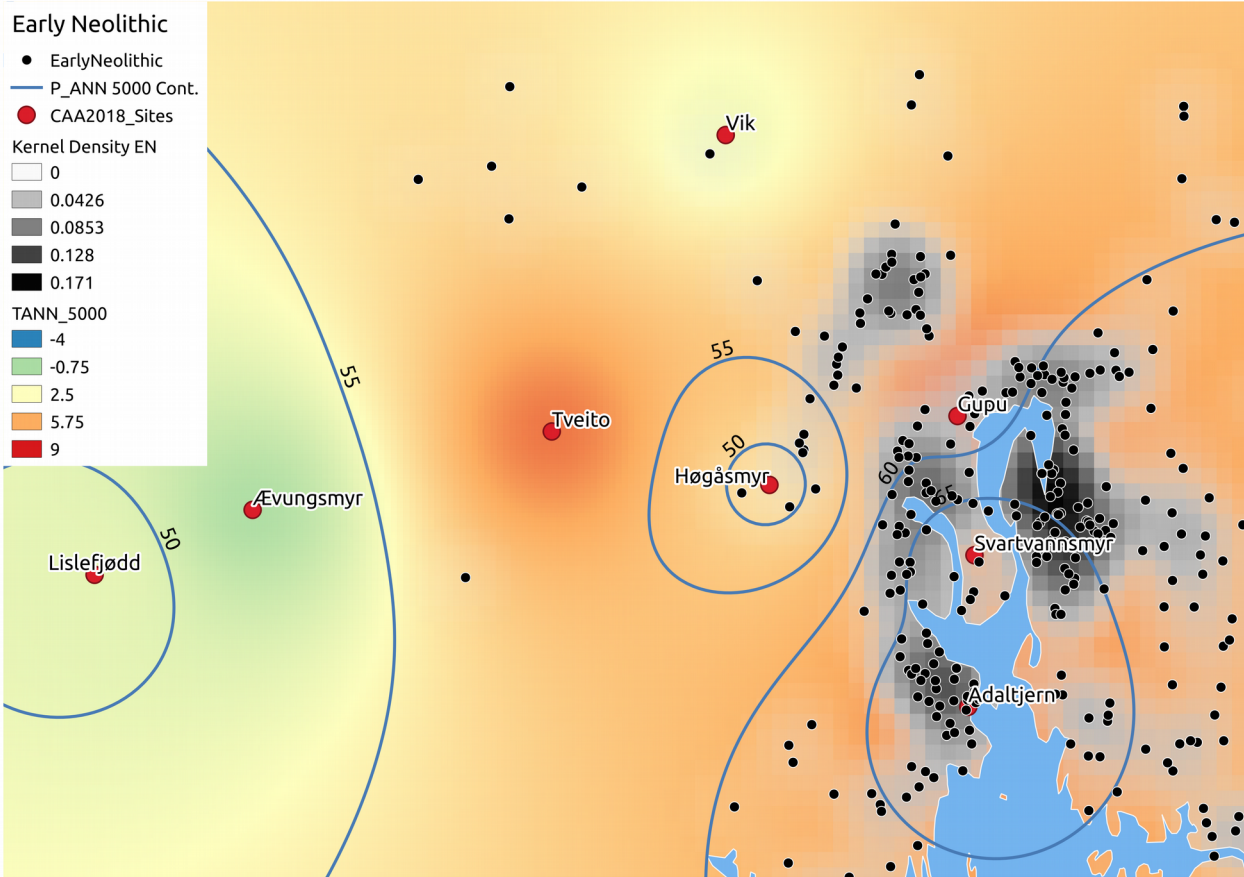 Early Neolithic
EarlyNeolithic
P_ANN 5000 Cont.
CAA2018_Sites
Kernel Density EN
0
0.0426
0.0853
0.128
0.171
TANN_5000
-4
-0.75
2.5
5.75
9
Vik
55
55
Tveito
Gupu
50
Høgåsmyr
60
65
Ævungsmyr
50
Svartvannsmyr
Lislefjødd
Adaltjern